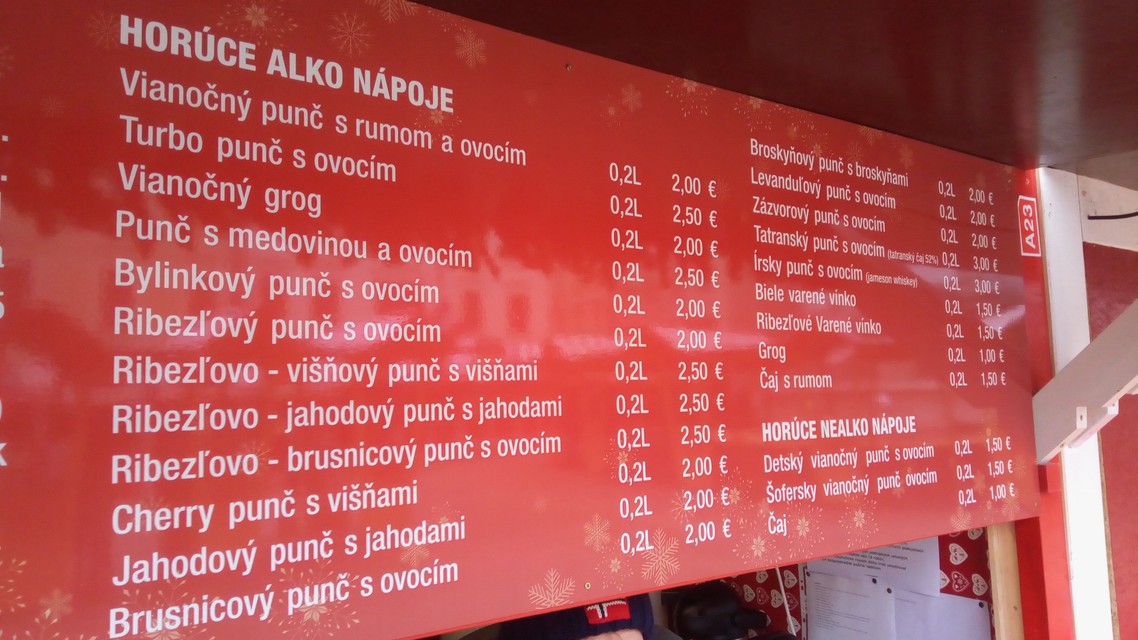 HORÚCE ALKO NÁPOJE
Vianočný punč s rumom a ovocím 0,2L 2,00 €
Turbo punč s ovocím 0,2L 2,50 €
Vianočný grog 0,2L 2,00 €
Punč s medovinou a ovocím 0,2L 2,50 €
Bylinkový punč s ovocím 0,2L 2,00 €
Ribezľový punč s ovocím 0,2L 2,00 €
Ribezľovo - višňový punč s višňami 0,2L 2,50 €
Ribezľovo - jahodový punč s jahodami 0,2L 2,50 €
Ribezľovo - brusnicový punč s ovocím 0,2L 2,50 €
Cherry punč s višňami 0,2L 2,00 €
Jahodový punč s jahodami 0,2L 2,00 €
Brusnicový punč s ovocím 0,2L 2,00 €
Broskyňový punč s broskyňami 0,2L 2,00 €
Levanduľový punč s ovocím 0,2L 2,00 €
Zázvorový punč s ovocím 0,2L 2,00 €
Tatranský punč s ovocím (tatranský čaj 52%) 0,2L 3,00 €
Írsky punč s ovocím (jameson whiskey) 0,2L 3,00 €
Biele varené vínko 0,2L 1,50 €
Ribezľové Varené vínko 0,2L 1,50 €
Grog 0,2L 1,00 €
Čaj s rumom 0,2L 1,50 €
HORÚCE NEALKO NÁPOJE
Detský vianočný punč s ovocím 0,2L 1,50 €
Šofersky vianočný punč ovocím 0,2L 1,50 €
Čaj 0,2L 1,00 €
A23